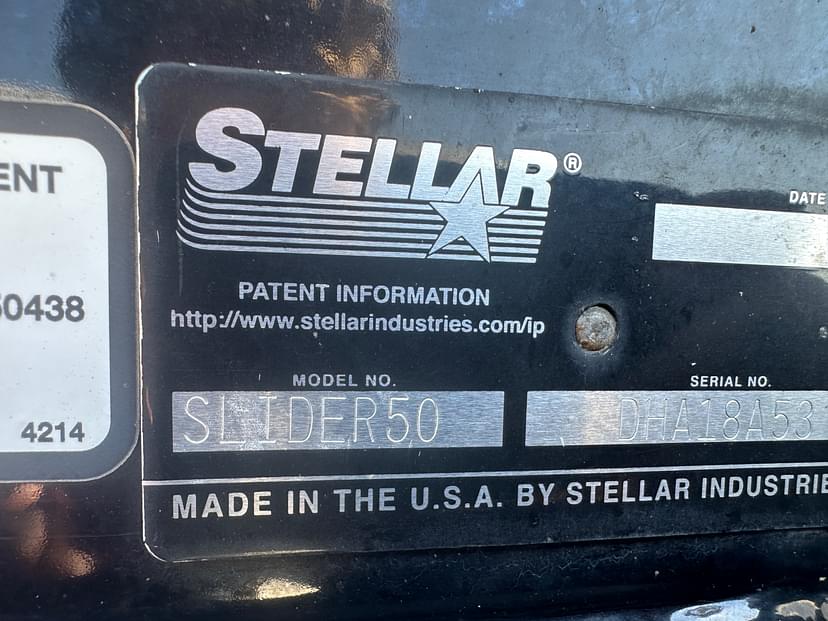 ENT
50438
4214
STELLAR®
PATENT INFORMATION
http://www.stellarindustries.com/ip
DATE
MODEL NO.
SERIAL NO.
SLIDER50
DHA18A53
MADE IN THE U.S.A. BY STELLAR INDUSTRIE